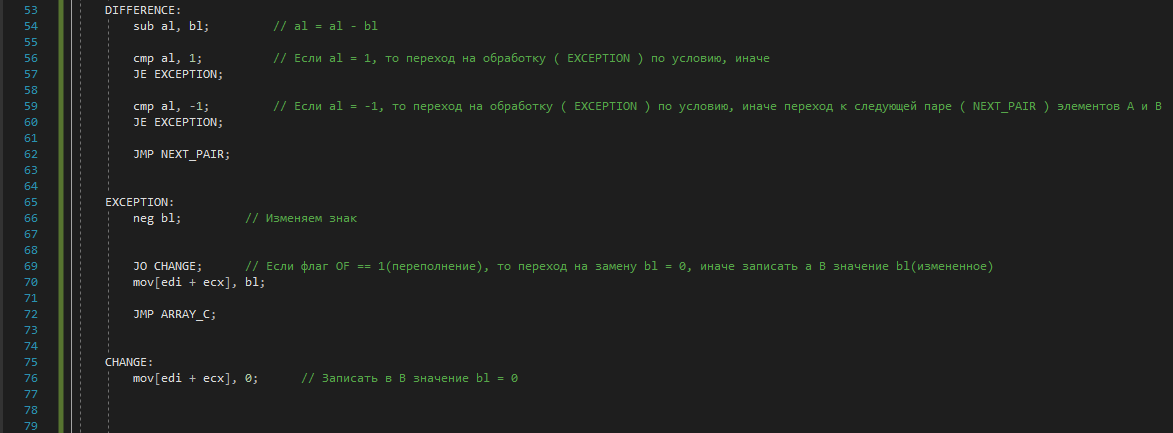 53 DIFFERENCE:
54 sub al, bl; // al = al - bl
55
56 cmp al, 1; // Если al = 1, то переход на обработку ( EXCEPTION ) по условию, иначе
57 JE EXCEPTION;
58
59 cmp al, -1; // Если al = -1, то переход на обработку ( EXCEPTION ) по условию, иначе переход к следующей паре ( NEXT_PAIR ) элементов A и B
60 JE EXCEPTION;
61
62 JMP NEXT_PAIR;
63
64
65 EXCEPTION:
66 neg bl; // Изменяем знак
67
68
69 JO CHANGE; // Если флаг OF == 1(переполнение), то переход на замену bl = 0, иначе записать а B значение bl(измененное)
70 mov[edi + ecx], bl;
71
72 JMP ARRAY_C;
73
74
75 CHANGE:
76 mov[edi + ecx], 0; // Записать в B значение bl = 0
77
78
79